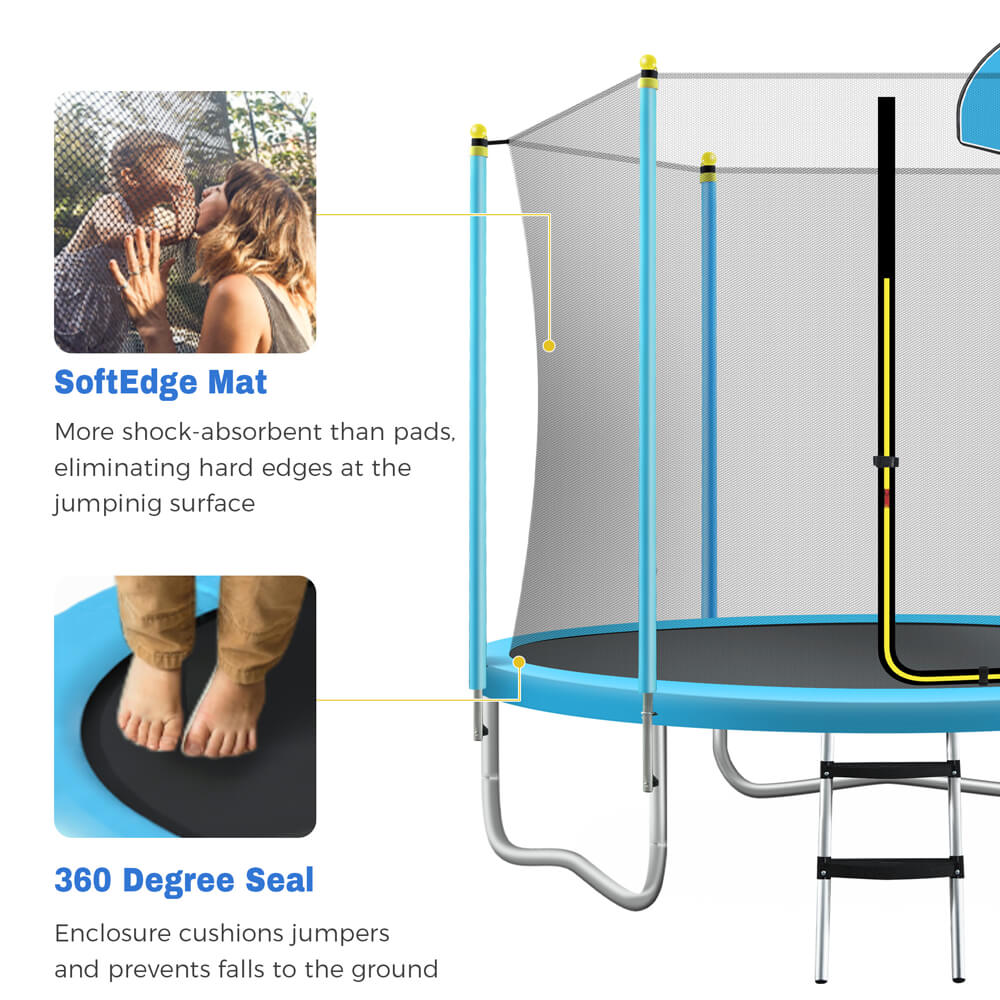 SoftEdge Mat
More shock-absorbent than pads,
eliminating hard edges at the
jumpinig surface
360 Degree Seal
Enclosure cushions jumpers
and prevents falls to the ground